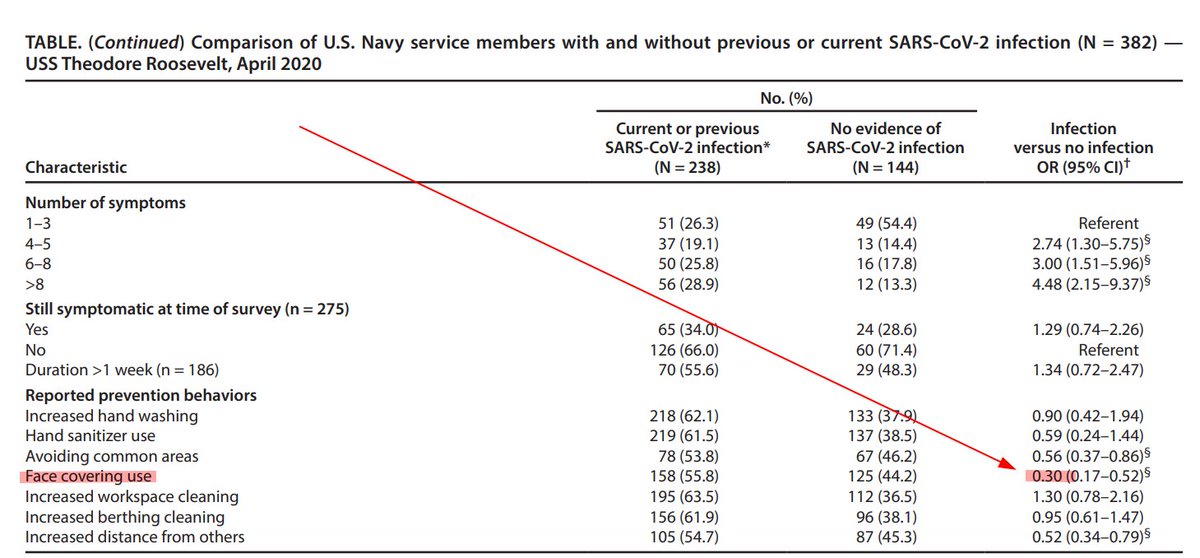 TABLE. (Continued) Comparison of U.S. Navy service members with and without previous or current SARS-CoV-2 infection (N = 382) —
USS Theodore Roosevelt, April 2020
No. (%)
Characteristic
Current or previous SARS-CoV-2 infection* (N = 238)
No evidence of SARS-CoV-2 infection (N = 144)
Infection versus no infection OR (95% CI)†
Number of symptoms
1–3 51 (26.3) 49 (54.4) Referent
4–5 37 (19.1) 13 (14.4) 2.74 (1.30–5.75)§
6–8 50 (25.8) 16 (17.8) 3.00 (1.51–5.96)§
>8 56 (28.9) 12 (13.3) 4.48 (2.15–9.37)§
Still symptomatic at time of survey (n = 275)
Yes 65 (34.0) 24 (28.6) 1.29 (0.74–2.26)
No 126 (66.0) 60 (71.4) Referent
Duration >1 week (n = 186) 70 (55.6) 29 (48.3) 1.34 (0.72–2.47)
Reported prevention behaviors
Increased hand washing 218 (62.1) 133 (37.9) 0.90 (0.42–1.94)
Hand sanitizer use 219 (61.5) 137 (38.5) 0.59 (0.24–1.44)
Avoiding common areas 78 (53.8) 67 (46.2) 0.56 (0.37–0.86)§
Face covering use 158 (55.8) 125 (44.2) 0.30 (0.17–0.52)§
Increased workspace cleaning 195 (63.5) 112 (36.5) 1.30 (0.78–2.16)
Increased berthing cleaning 156 (61.9) 96 (38.1) 0.95 (0.61–1.47)
Increased distance from others 105 (54.7) 87 (45.3) 0.52 (0.34–0.79)§